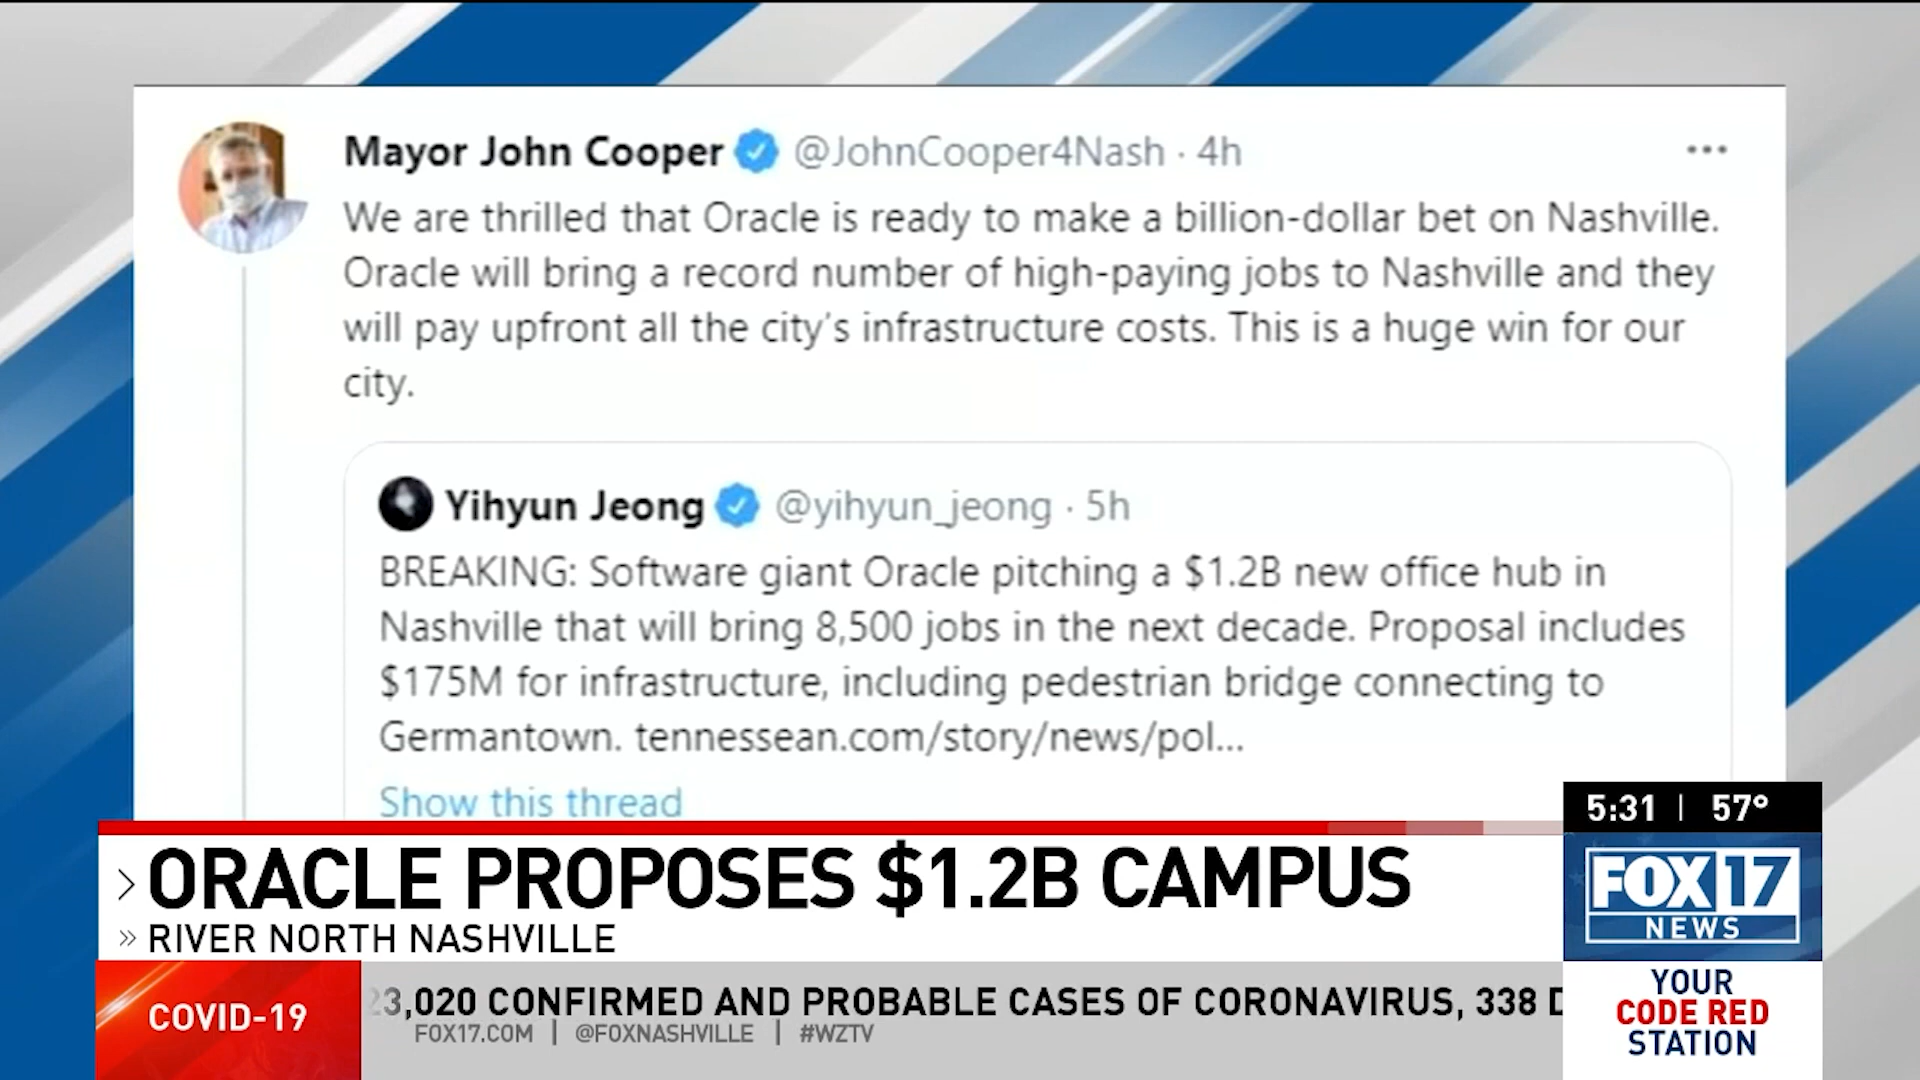 Mayor John Cooper @JohnCooper4Nash · 4h
We are thrilled that Oracle is ready to make a billion-dollar bet on Nashville.
Oracle will bring a record number of high-paying jobs to Nashville and they
will pay upfront all the city's infrastructure costs. This is a huge win for our
city.
Yihyun Jeong @yihyun_jeong · 5h
BREAKING: Software giant Oracle pitching a $1.2B new office hub in
Nashville that will bring 8,500 jobs in the next decade. Proposal includes
$175M for infrastructure, including pedestrian bridge connecting to
Germantown. tennessean.com/story/news/pol...
Show this thread
5:31 | 57°
ORACLE PROPOSES $1.2B CAMPUS
RIVER NORTH NASHVILLE
FOX 17
NEWS
COVID-19
23,020 CONFIRMED AND PROBABLE CASES OF CORONAVIRUS, 338 D
FOX17.COM | @FOXNASHVILLE | #WZTV
YOUR
CODE RED
STATION